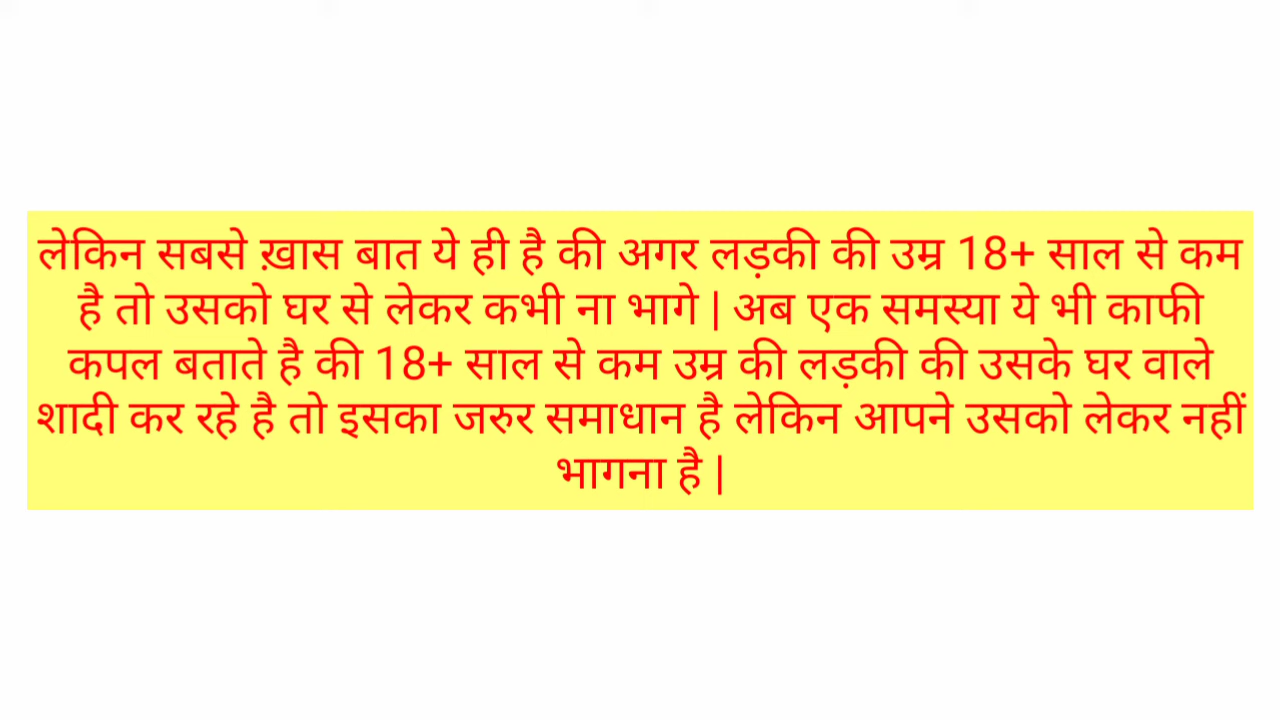 लेकिन सबसे ख़ास बात ये ही है की अगर लड़की की उम्र 18+ साल से कम
है तो उसको घर से लेकर कभी ना भागे | अब एक समस्या ये भी काफी
कपल बताते है की 18+ साल से कम उम्र की लड़की की उसके घर वाले
शादी कर रहे है तो इसका जरुर समाधान है लेकिन आपने उसको लेकर नहीं
भागना है |